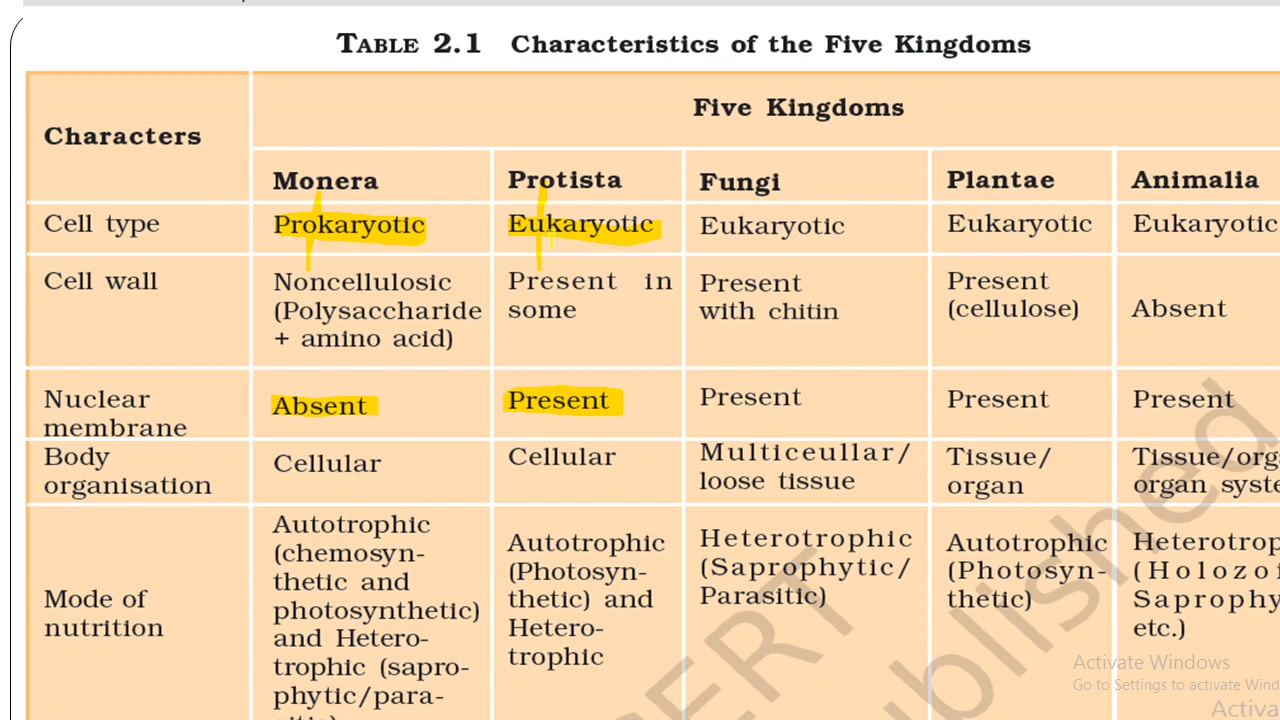 TABLE 2.1 Characteristics of the Five Kingdoms
Characters
Five Kingdoms
Monera
Protista
Fungi
Plantae
Animalia
Cell type
Prokaryotic
Eukaryotic
Eukaryotic
Eukaryotic
Eukaryotic
Cell wall
Noncellulosic
(Polysaccharide
+ amino acid)
Present in
some
Present
with chitin
Present
(cellulose)
Absent
Nuclear
membrane
Absent
Present
Present
Present
Present
Body
organisation
Cellular
Cellular
Multiceullar/
loose tissue
Tissue/
organ
Tissue/org
organ syste
Mode of
nutrition
Autotrophic
(chemosyn-
thetic and
photosynthetic)
and Hetero-
trophic (sapro-
phytic/para-
Autotrophic
(Photosyn-
thetic) and
Hetero-
trophic
Heterotrophic
(Saprophytic/
Parasitic)
Autotrophic
(Photosyn-
thetic)
Heterotrop
(Holozoi
Saprophy
etc.)
Activate Windows
Go to Settings to activate Wind
Activa